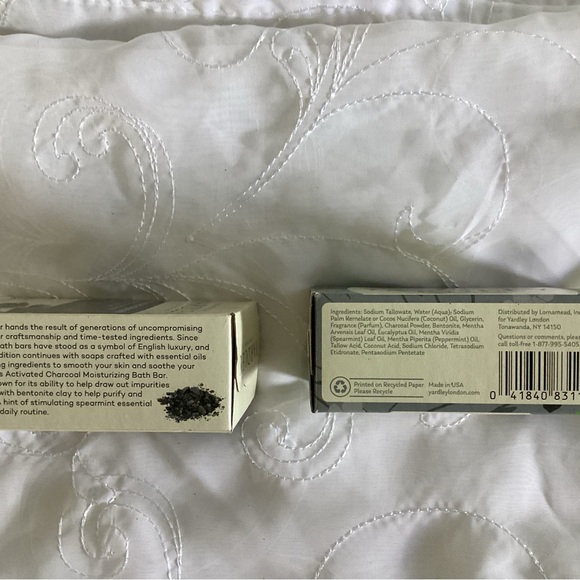 r hands the result of generations of uncompromising
r craftsmanship and time-tested ingredients. Since
ath bars have stood as a symbol of English luxury, and
dition continues with soaps crafted with essential oils
g ingredients to smooth your skin and soothe your
s Activated Charcoal Moisturizing Bath Bar.
wn for its ability to help draw out impurities
with bentonite clay to help purify and
s hint of stimulating spearmint essential
daily routine.
Ingredients: Sodium Tallowate, Water (Aqua), Sodium
Palm Kernelate or Cocos Nucifera (Coconut) Oil, Glycerin,
Fragrance (Parfum), Charcoal Powder, Bentonite, Mentha
Arvensis Leaf Oil, Eucalyptus Oil, Mentha Viridis
(Spearmint) Leaf Oil, Mentha Piperita (Peppermint) Oil,
Tallow Acid, Coconut Acid, Sodium Chloride, Tetrasodium
Etidronate, Pentasodium Pentetate
Printed on Recycled Paper
Please Recycle
Made in USA
yardleylondon.com
Distributed by Lornamead, Inc
for Yardley London
Tonawanda, NY 14150
Questions or comments, please
call toll-free 1-877-995-5405
0 41840 8311